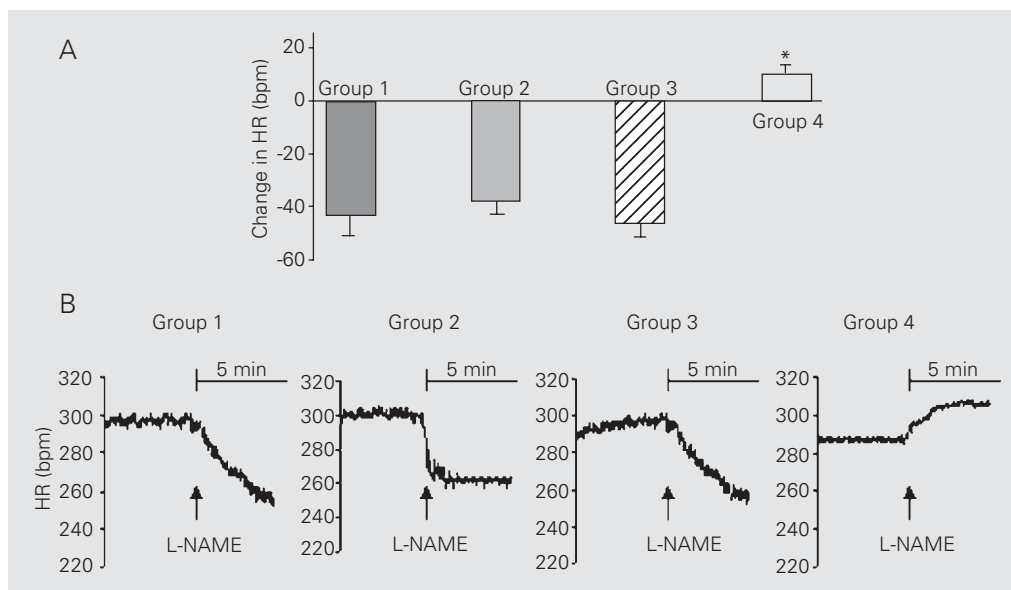 A
Change in HR (bpm)
20
0
-20
-40
-60
Group 1
Group 2
Group 3
*
Group 4
B
Group 1
Group 2
Group 3
Group 4
HR (bpm)
320
300
280
260
240
220
5 min
L-NAME
320
300
280
260
240
220
5 min
L-NAME
320
300
280
260
240
220
5 min
L-NAME
320
300
280
260
240
220
5 min
L-NAME